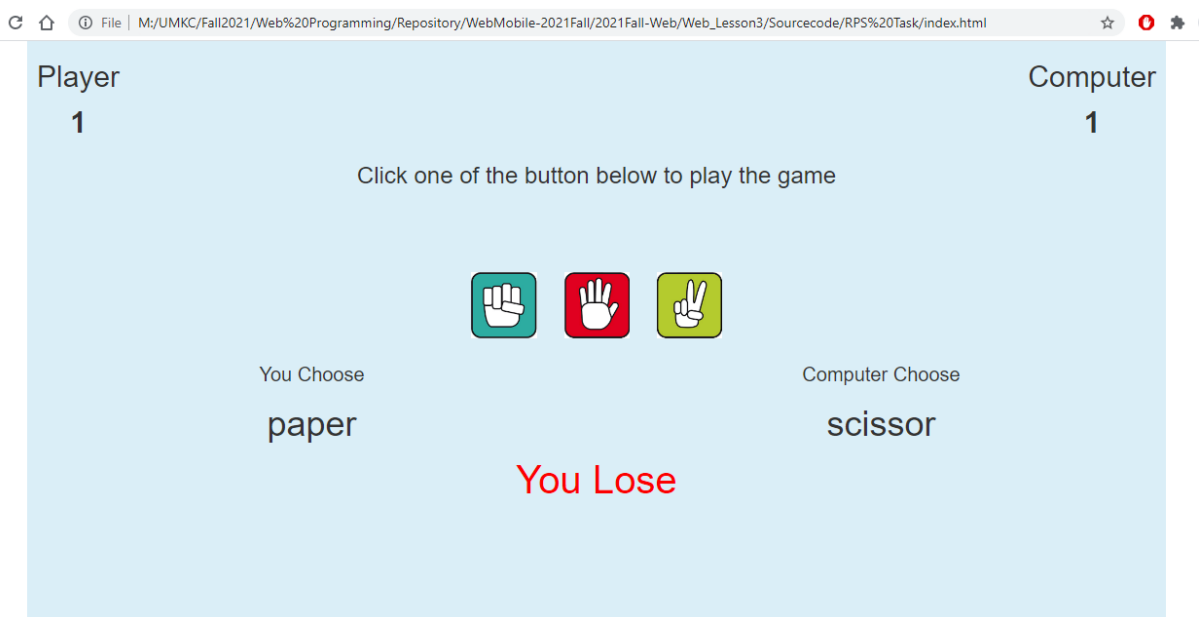 File M:/UMKC/Fall2021/Web%20Programming/Repository/WebMobile-2021Fall/2021Fall-Web/Web_Lesson3/Sourcecode/RPS%20Task/index.html
Player Computer
1 1
Click one of the button below to play the game
You Choose Computer Choose
paper scissor
You Lose